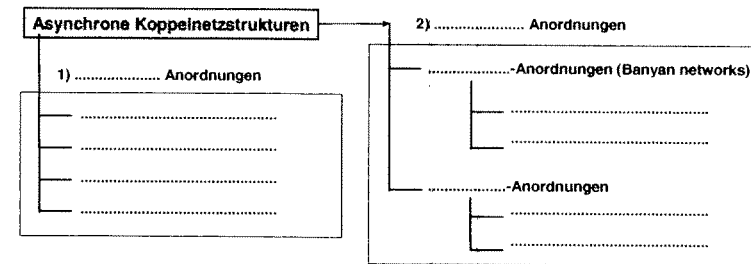 Asynchrone Koppelnetzstrukturen
1) ..................... Anordnungen
..................................................
..................................................
..................................................
..................................................
2) ...................... Anordnungen
.....................-Anordnungen (Banyan networks)
..................................................
..................................................
.....................-Anordnungen
..................................................
..................................................